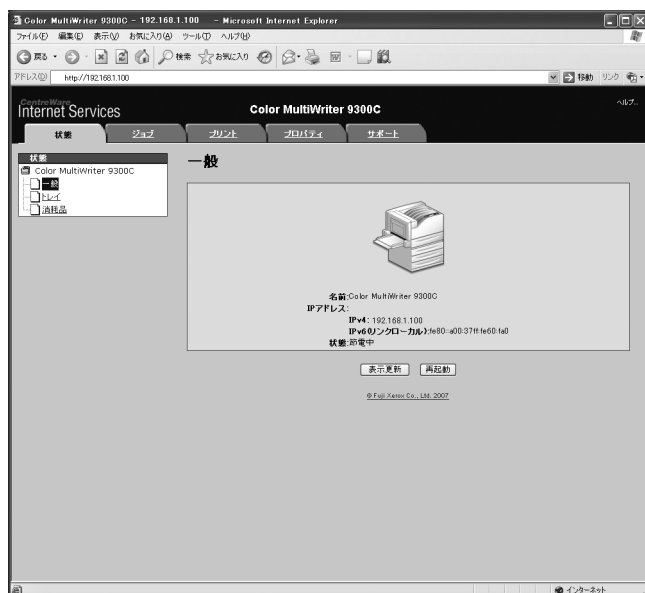 Color MultiWriter 9300C - 192.168.1.100 - Microsoft Internet Explorer
ファイル(F) 編集(E) 表示(V) お気に入り(A) ツール(T) ヘルプ(H)
戻る 検索 お気に入り
アドレス(D) http://192.168.1.100 移動 リンク
CentreWare
Internet Services
Color MultiWriter 9300C
ヘルプ...
状態 ジョブ プリント プロパティ サポート
状態
Color MultiWriter 9300C
一般
トレイ
消耗品
一般
名前:Color MultiWriter 9300C
IPアドレス:
IPv4: 192.168.1.100
IPv6(リンクローカル):fe80::a00:37ff:fe60:fa0
状態:節電中
表示更新 再起動
© Fuji Xerox Co., Ltd. 2007
インターネット